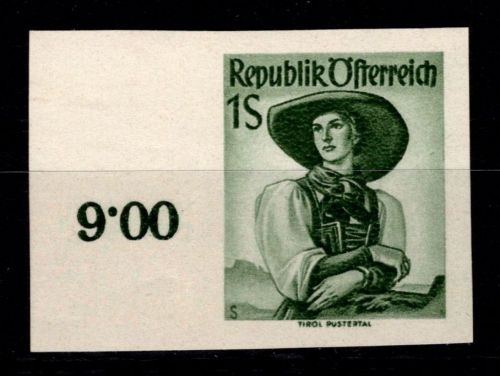 Republik Öſterreich
1S
9·00
S
TIROL PUSTERTAL